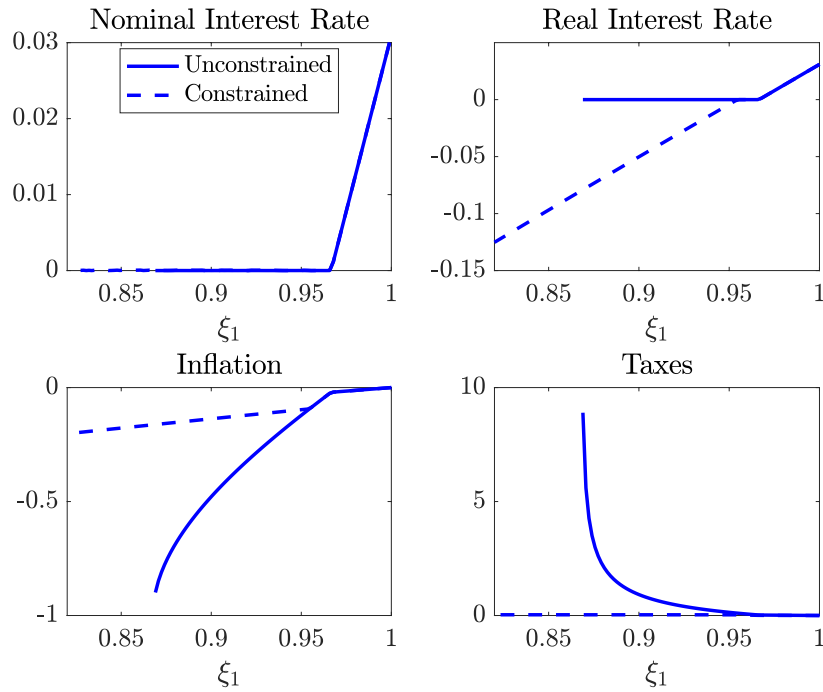 Nominal Interest Rate
0.03
0.02
0.01
0
Unconstrained
Constrained
0.85 0.9 0.95 1
ξ1
Real Interest Rate
0
-0.05
-0.1
-0.15
0.85 0.9 0.95 1
ξ1
Inflation
0
-0.5
-1
0.85 0.9 0.95 1
ξ1
Taxes
10
5
0
0.85 0.9 0.95 1
ξ1